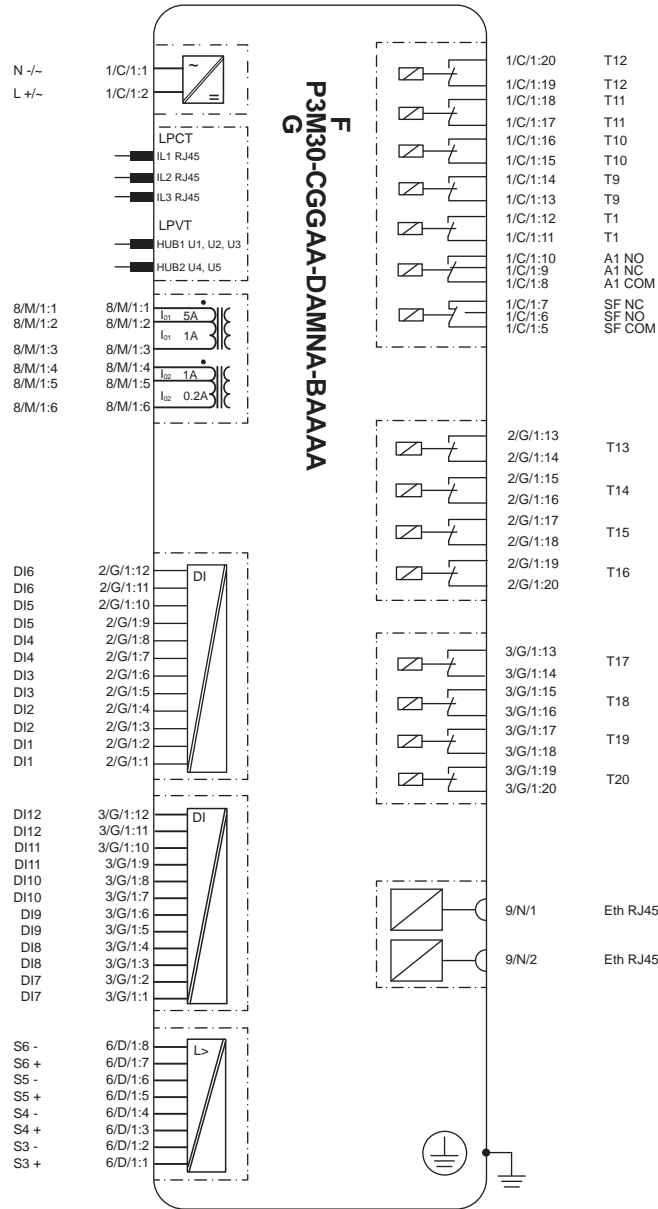 N -/~ 1/C/1:1
L +/~ 1/C/1:2
~
=
LPCT
IL1 RJ45
IL2 RJ45
IL3 RJ45
LPVT
HUB1 U1, U2, U3
HUB2 U4, U5
8/M/1:1 8/M/1:1 I01 5A
8/M/1:2 8/M/1:2
I01 1A
8/M/1:3 8/M/1:3
8/M/1:4 8/M/1:4 I02 1A
8/M/1:5 8/M/1:5
I02 0.2A
8/M/1:6 8/M/1:6
DI
DI6 2/G/1:12
DI6 2/G/1:11
DI5 2/G/1:10
DI5 2/G/1:9
DI4 2/G/1:8
DI4 2/G/1:7
DI3 2/G/1:6
DI3 2/G/1:5
DI2 2/G/1:4
DI2 2/G/1:3
DI1 2/G/1:2
DI1 2/G/1:1
DI
DI12 3/G/1:12
DI12 3/G/1:11
DI11 3/G/1:10
DI11 3/G/1:9
DI10 3/G/1:8
DI10 3/G/1:7
DI9 3/G/1:6
DI9 3/G/1:5
DI8 3/G/1:4
DI8 3/G/1:3
DI7 3/G/1:2
DI7 3/G/1:1
L>
S6 - 6/D/1:8
S6 + 6/D/1:7
S5 - 6/D/1:6
S5 + 6/D/1:5
S4 - 6/D/1:4
S4 + 6/D/1:3
S3 - 6/D/1:2
S3 + 6/D/1:1
F
P3M30-CGGAA-DAMNA-BAAAA
G
1/C/1:20 T12
1/C/1:19 T12
1/C/1:18 T11
1/C/1:17 T11
1/C/1:16 T10
1/C/1:15 T10
1/C/1:14 T9
1/C/1:13 T9
1/C/1:12 T1
1/C/1:11 T1
1/C/1:10 A1 NO
1/C/1:9 A1 NC
1/C/1:8 A1 COM
1/C/1:7 SF NC
1/C/1:6 SF NO
1/C/1:5 SF COM
2/G/1:13
T13
2/G/1:14
2/G/1:15
T14
2/G/1:16
2/G/1:17
T15
2/G/1:18
2/G/1:19
T16
2/G/1:20
3/G/1:13
T17
3/G/1:14
3/G/1:15
T18
3/G/1:16
3/G/1:17
T19
3/G/1:18
3/G/1:19
T20
3/G/1:20
9/N/1 Eth RJ45
9/N/2 Eth RJ45